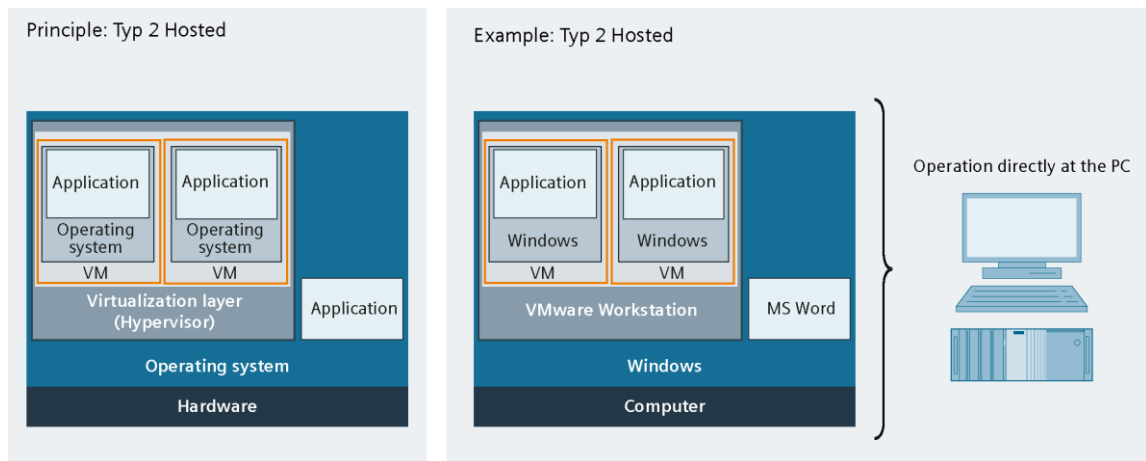 Principle: Typ 2 Hosted
Application
Operating
system
VM
Application
Operating
system
VM
Virtualization layer
(Hypervisor)
Application
Operating system
Hardware
Example: Typ 2 Hosted
Application
Windows
VM
Application
Windows
VM
VMware Workstation
MS Word
Windows
Computer
Operation directly at the PC